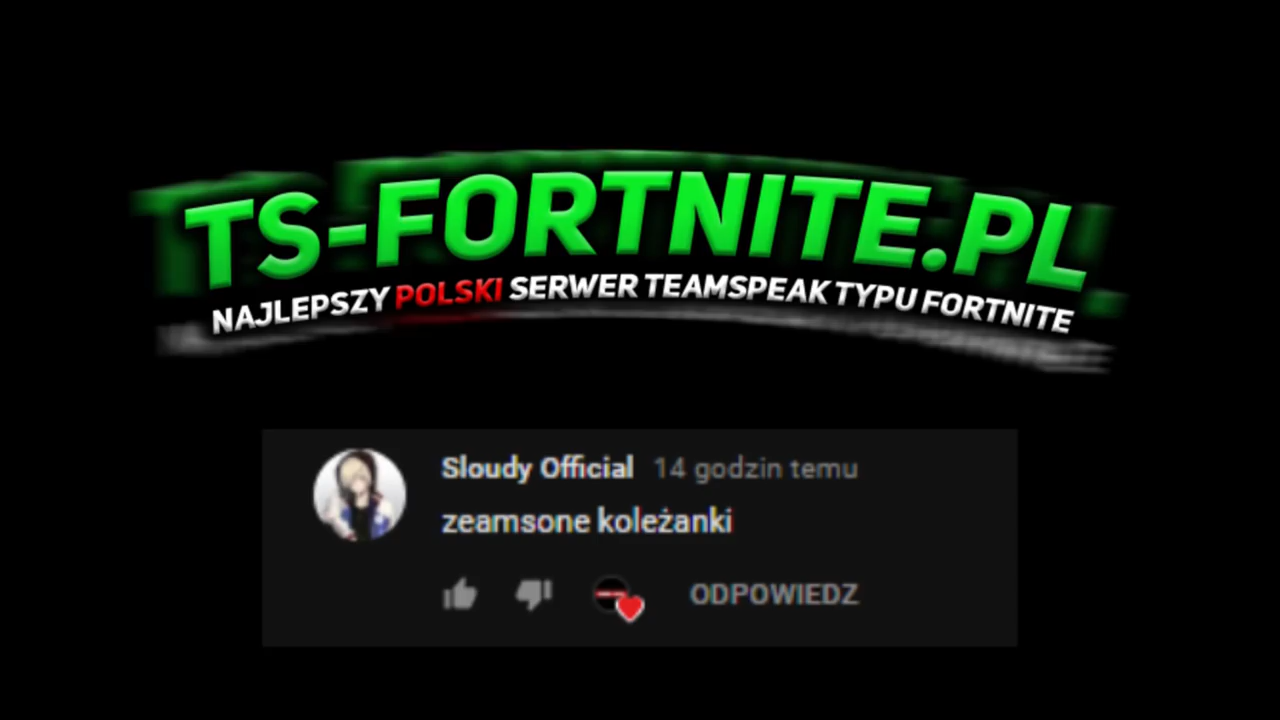 TS-FORTNITE.PL
NAJLEPSZY POLSKI SERWER TEAMSPEAK TYPU FORTNITE
Sloudy Official 14 godzin temu
zeamsone koleżanki
ODPOWIEDZ